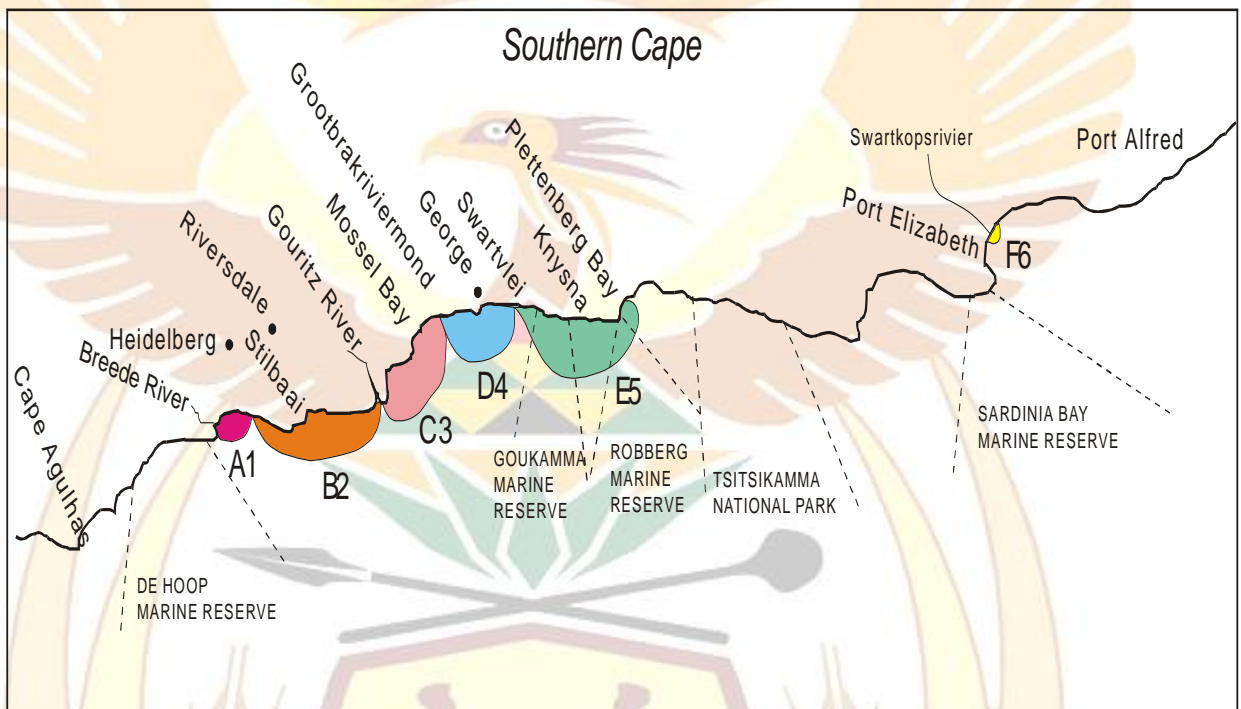 Southern Cape
Cape Agulhas
Breede River
Heidelberg
Riversdale
Stilbaai
Gouritz River
Mossel Bay
Grootbrakriviermond
George
Swartvlei
Knysna
Plettenberg Bay
Port Elizabeth
Swartkopsrivier
Port Alfred
A1
B2
C3
D4
E5
F6
DE HOOP
MARINE RESERVE
GOUKAMMA
MARINE
RESERVE
ROBBERG
MARINE
RESERVE
TSITSIKAMMA
NATIONAL PARK
SARDINIA BAY
MARINE RESERVE